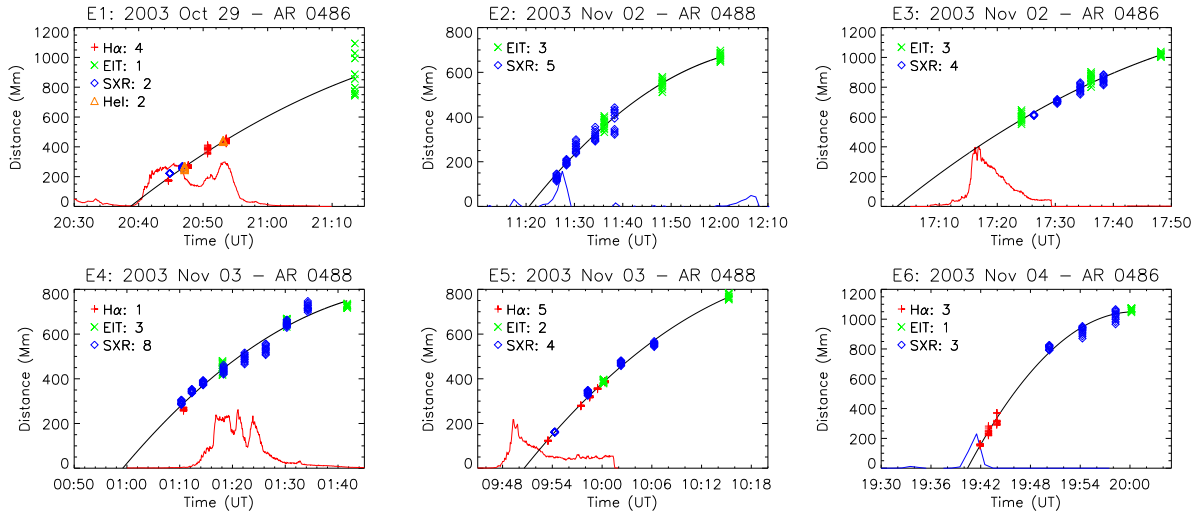 E1: 2003 Oct 29 – AR 0486
Distance (Mm)
1200
1000
800
600
400
200
0
Hα: 4
EIT: 1
SXR: 2
HeI: 2
20:30 20:40 20:50 21:00 21:10
Time (UT)
E2: 2003 Nov 02 – AR 0488
Distance (Mm)
800
600
400
200
0
EIT: 3
SXR: 5
11:20 11:30 11:40 11:50 12:00 12:10
Time (UT)
E3: 2003 Nov 02 – AR 0486
Distance (Mm)
1200
1000
800
600
400
200
0
EIT: 3
SXR: 4
17:10 17:20 17:30 17:40 17:50
Time (UT)
E4: 2003 Nov 03 – AR 0488
Distance (Mm)
800
600
400
200
0
Hα: 1
EIT: 3
SXR: 8
00:50 01:00 01:10 01:20 01:30 01:40
Time (UT)
E5: 2003 Nov 03 – AR 0488
Distance (Mm)
800
600
400
200
0
Hα: 5
EIT: 2
SXR: 4
09:48 09:54 10:00 10:06 10:12 10:18
Time (UT)
E6: 2003 Nov 04 – AR 0486
Distance (Mm)
1200
1000
800
600
400
200
0
Hα: 3
EIT: 1
SXR: 3
19:30 19:36 19:42 19:48 19:54 20:00
Time (UT)